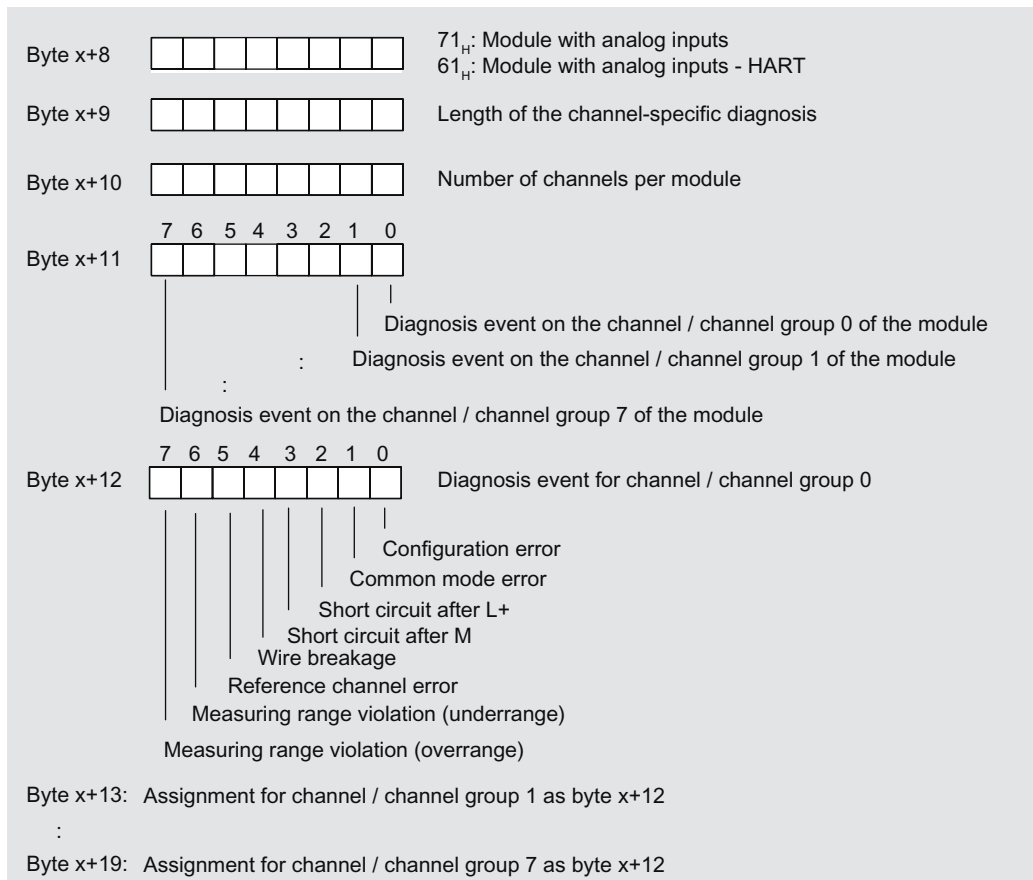 Byte x+8
71H: Module with analog inputs
61H: Module with analog inputs - HART
Byte x+9 Length of the channel-specific diagnosis
Byte x+10 Number of channels per module
7 6 5 4 3 2 1 0
Byte x+11
Diagnosis event on the channel / channel group 0 of the module
: Diagnosis event on the channel / channel group 1 of the module
:
Diagnosis event on the channel / channel group 7 of the module
7 6 5 4 3 2 1 0
Byte x+12 Diagnosis event for channel / channel group 0
Configuration error
Common mode error
Short circuit after L+
Short circuit after M
Wire breakage
Reference channel error
Measuring range violation (underrange)
Measuring range violation (overrange)
Byte x+13: Assignment for channel / channel group 1 as byte x+12
:
Byte x+19: Assignment for channel / channel group 7 as byte x+12